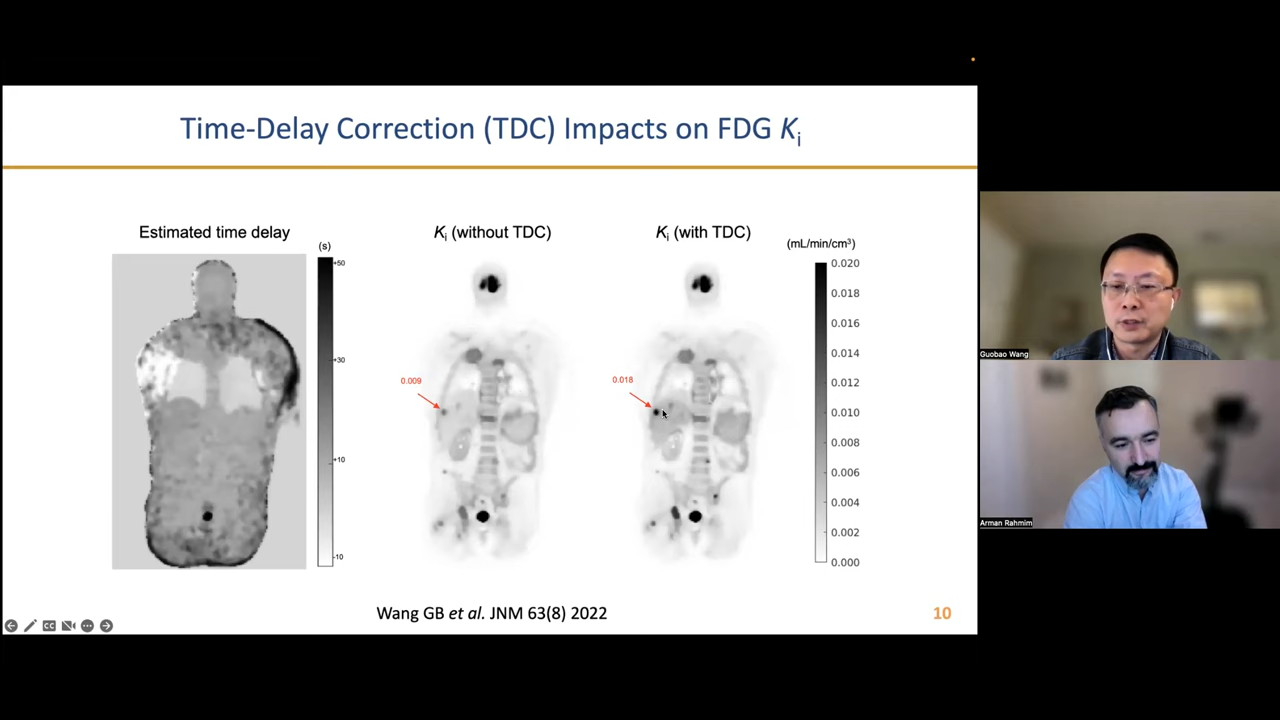 Time-Delay Correction (TDC) Impacts on FDG Ki
Estimated time delay
(s)
+50
+30
+10
-10
Ki (without TDC)
0.009
Ki (with TDC)
0.018
(mL/min/cm³)
0.020
0.018
0.016
0.014
0.012
0.010
0.008
0.006
0.004
0.002
0.000
Wang GB et al. JNM 63(8) 2022
10
CC
Guobao Wang
Arman Rahmim